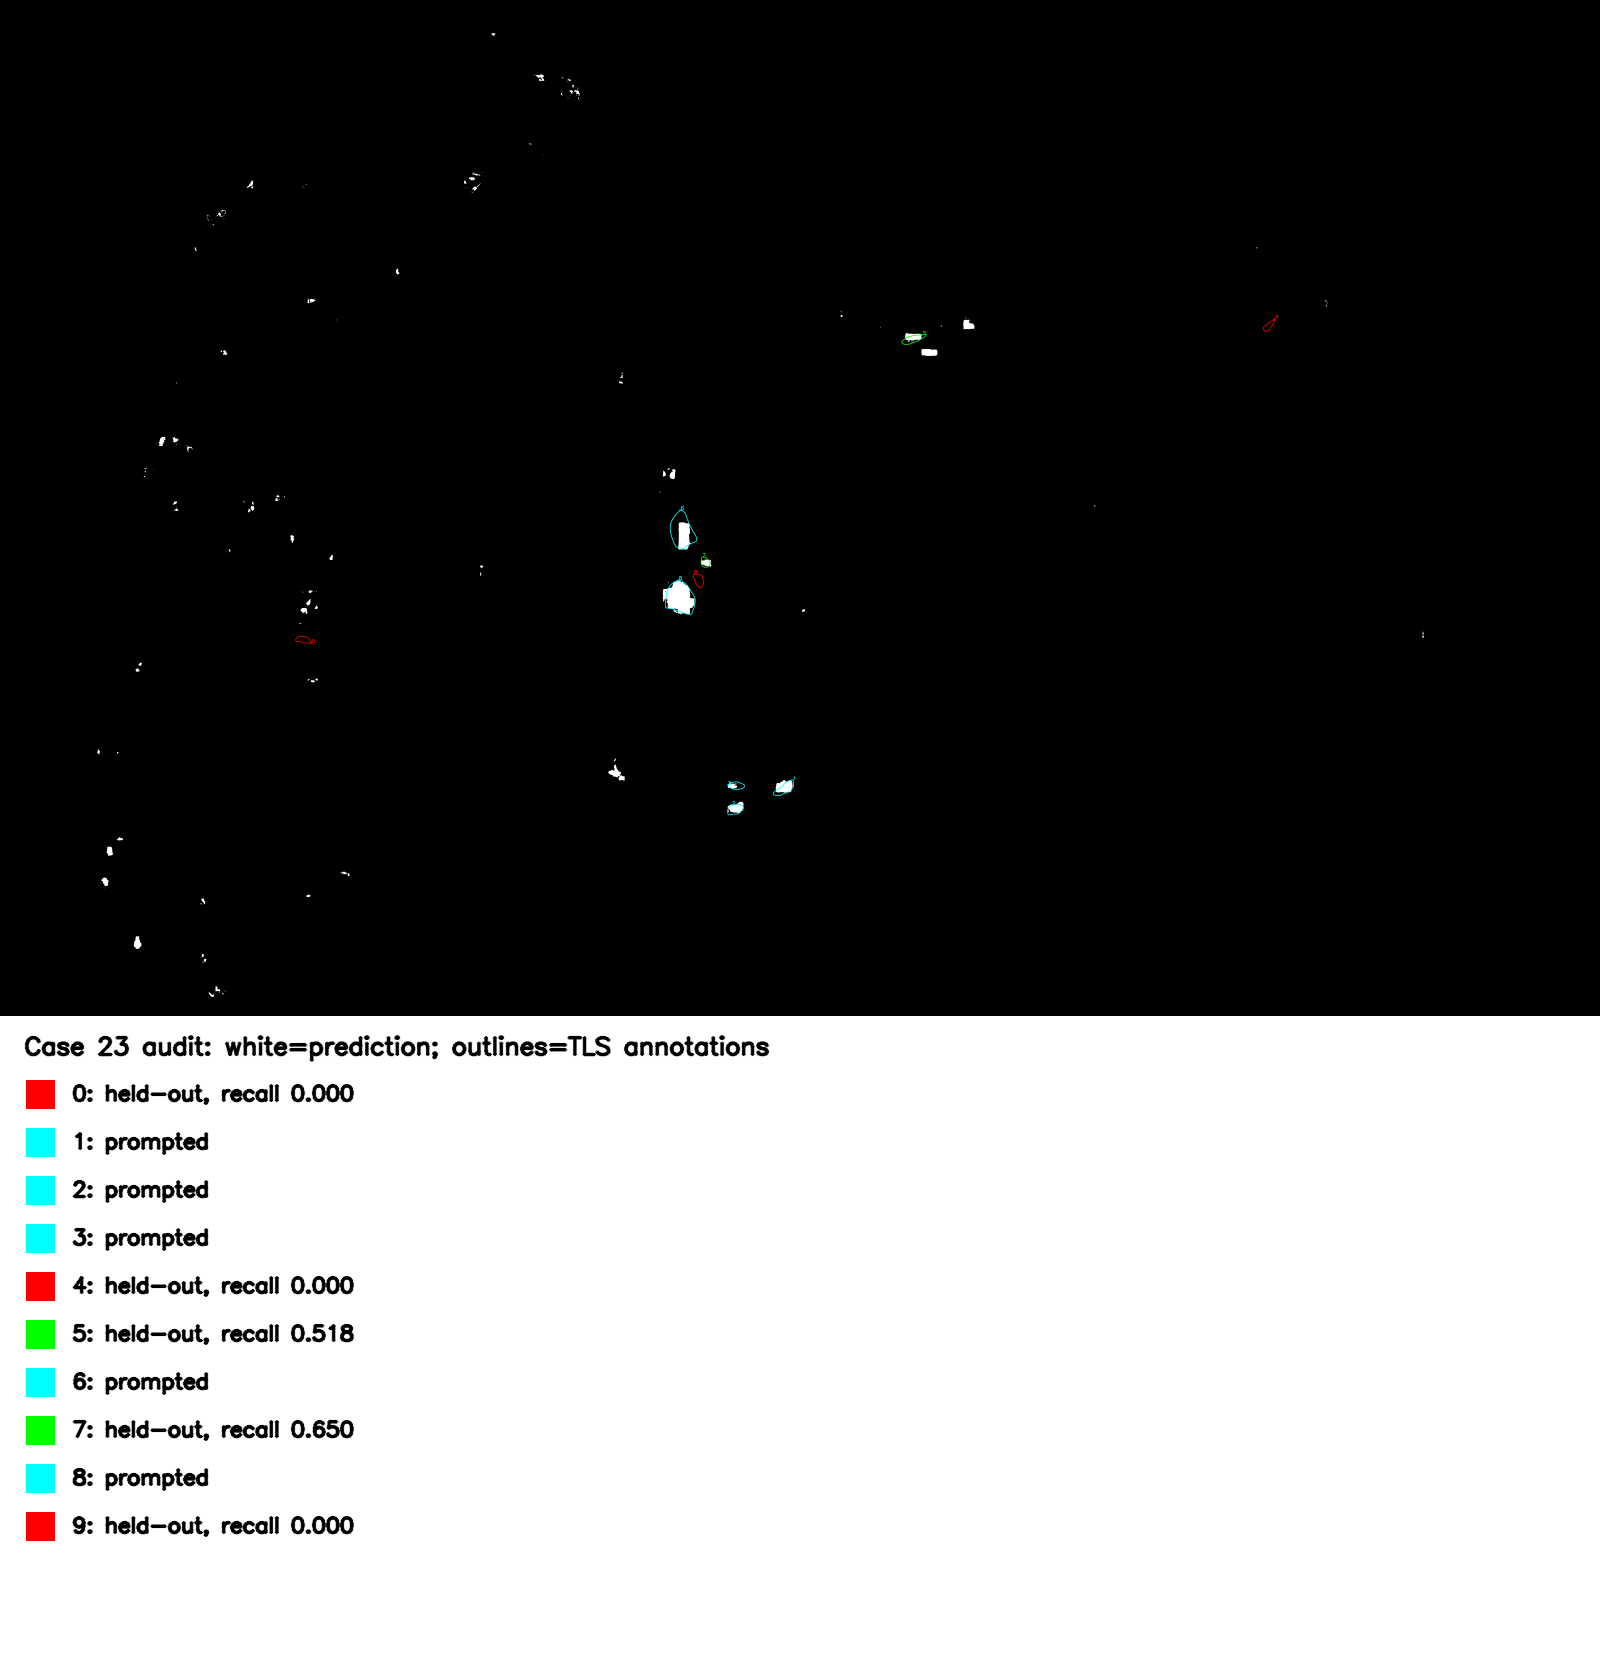 Case 23 audit: white=prediction; outlines=TLS annotations
0: held-out, recall 0.000
1: prompted
2: prompted
3: prompted
4: held-out, recall 0.000
5: held-out, recall 0.518
6: prompted
7: held-out, recall 0.650
8: prompted
9: held-out, recall 0.000